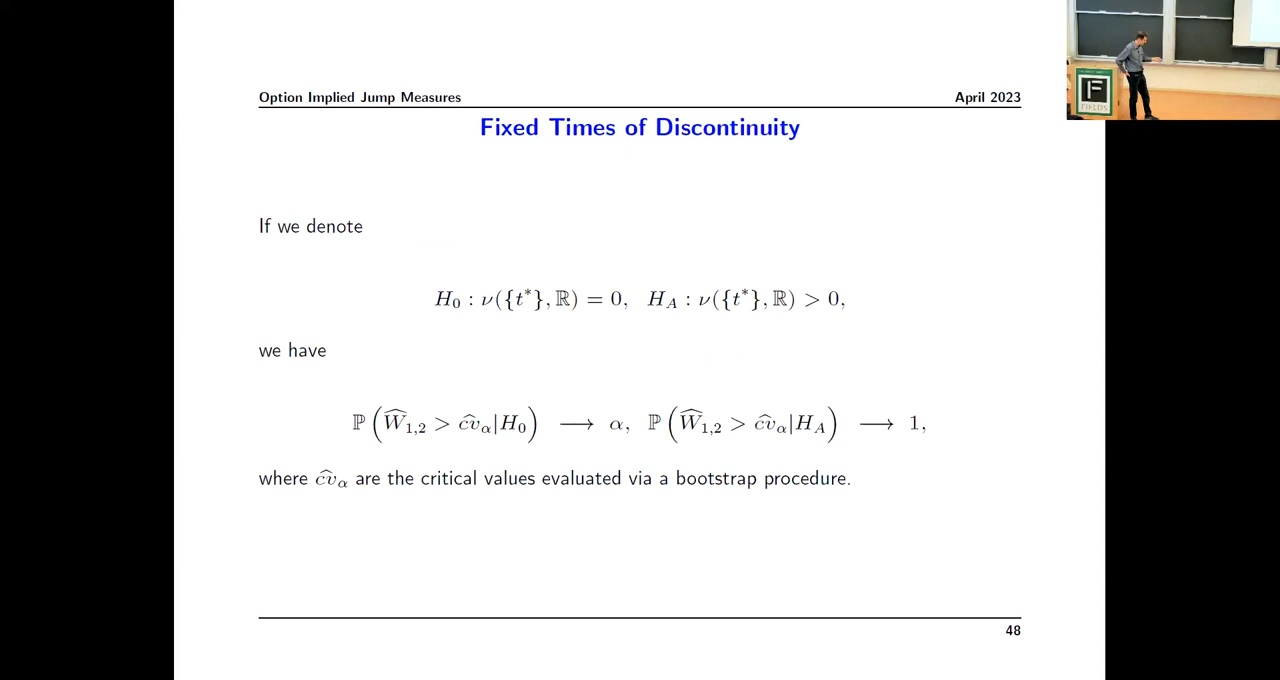 Option Implied Jump Measures
April 2023
Fixed Times of Discontinuity
If we denote
H₀ : ν({t*}, ℝ) = 0, H_A : ν({t*}, ℝ) > 0,
we have
ℙ(Ŵ₁,₂ > ĉv_α|H₀) ⟶ α, ℙ(Ŵ₁,₂ > ĉv_α|H_A) ⟶ 1,
where ĉv_α are the critical values evaluated via a bootstrap procedure.
48
FIELDS